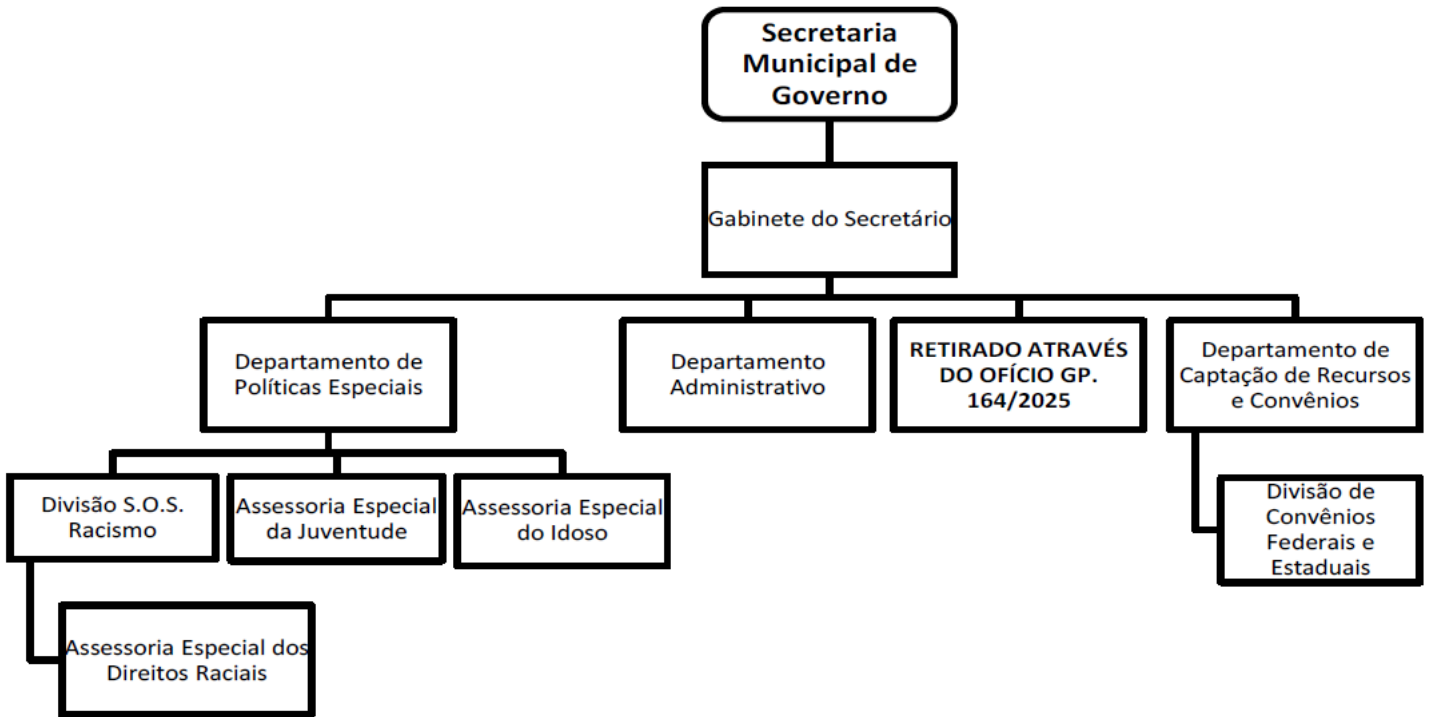 Secretaria
Municipal de
Governo
Gabinete do Secretário
Departamento de
Políticas Especiais
Departamento
Administrativo
RETIRADO ATRAVÉS
DO OFÍCIO GP.
164/2025
Departamento de
Captação de Recursos
e Convênios
Divisão S.O.S.
Racismo
Assessoria Especial
da Juventude
Assessoria Especial
do Idoso
Divisão de
Convênios
Federais e
Estaduais
Assessoria Especial dos
Direitos Raciais